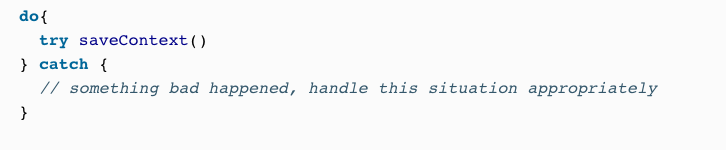 do{
  try saveContext()
} catch {
  // something bad happened, handle this situation appropriately
}